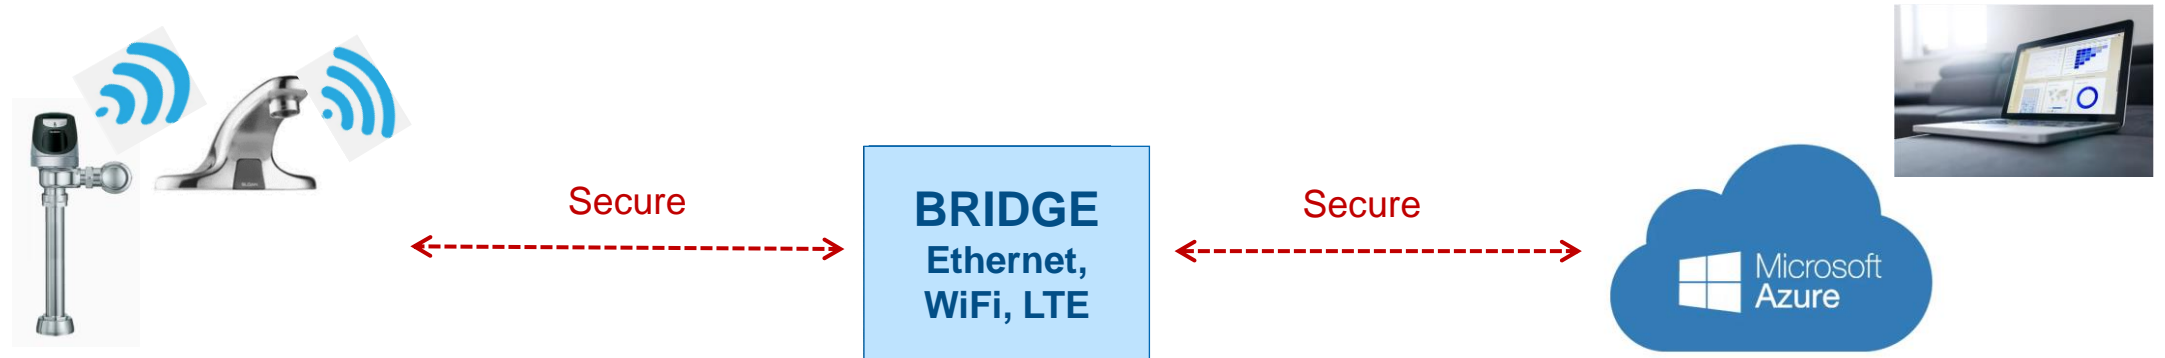 Secure
BRIDGE
Ethernet,
WiFi, LTE
Secure
Microsoft
Azure